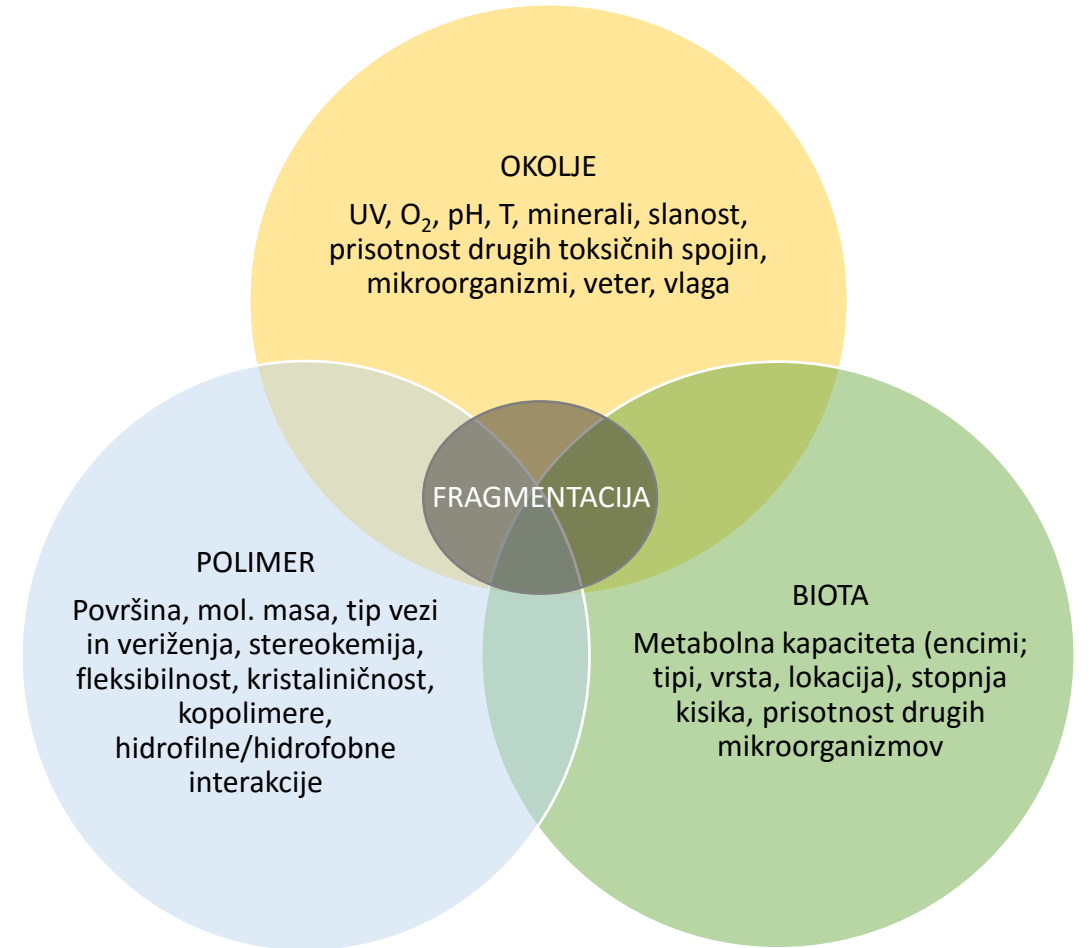 OKOLJE
UV, O₂, pH, T, minerali, slanost,
prisotnost drugih toksičnih spojin,
mikroorganizmi, veter, vlaga
FRAGMENTACIJA
POLIMER
Površina, mol. masa, tip vezi
in veriženja, stereokemija,
fleksibilnost, kristaliničnost,
kopolimere,
hidrofilne/hidrofobne
interakcije
BIOTA
Metabolna kapaciteta (encimi;
tipi, vrsta, lokacija), stopnja
kisika, prisotnost drugih
mikroorganizmov